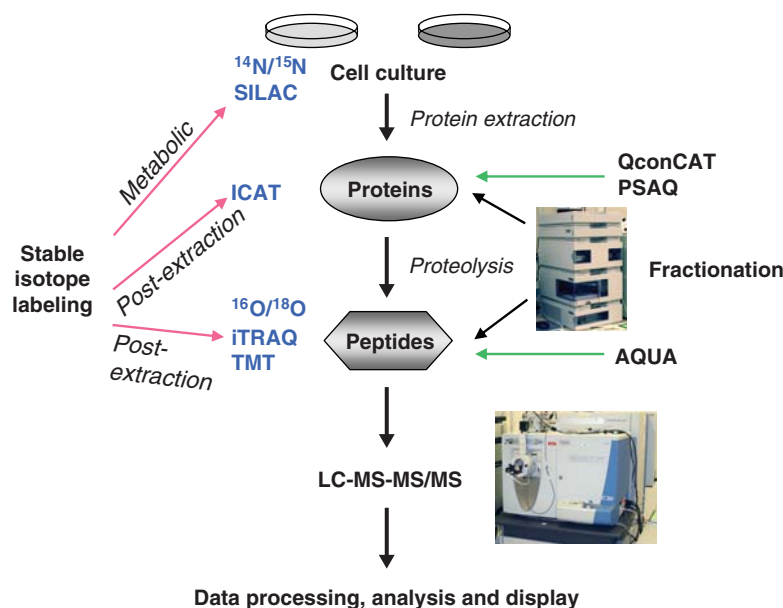 ¹⁴N/¹⁵N
SILAC
Cell culture
Protein extraction
Metabolic
ICAT
Proteins
QconCAT
PSAQ
Stable
isotope
labeling
Post-extraction
Proteolysis
Fractionation
¹⁶O/¹⁸O
iTRAQ
TMT
Post-
extraction
Peptides
AQUA
LC-MS-MS/MS
Data processing, analysis and display